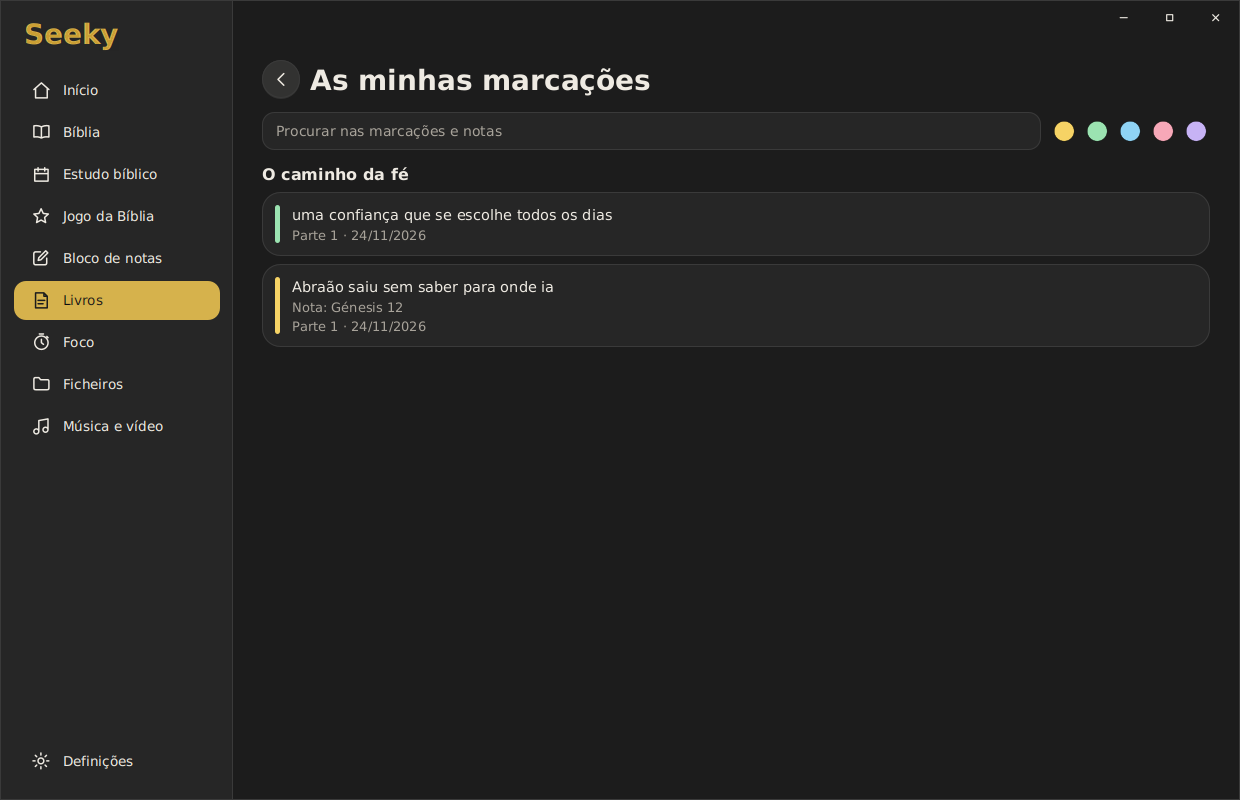 Seeky
Início
Bíblia
Estudo bíblico
Jogo da Bíblia
Bloco de notas
Livros
Foco
Ficheiros
Música e vídeo
Definições
As minhas marcações
Procurar nas marcações e notas
O caminho da fé
uma confiança que se escolhe todos os dias
Parte 1 · 24/11/2026
Abraão saiu sem saber para onde ia
Nota: Génesis 12
Parte 1 · 24/11/2026